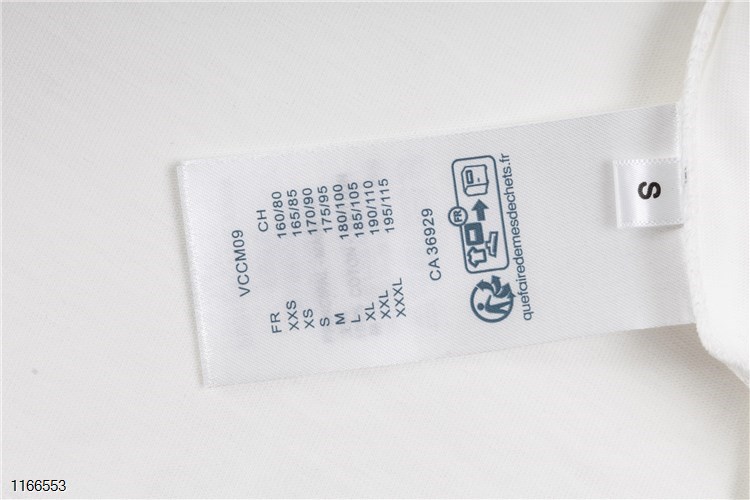 VCCM09
FR CH
XXS 160/80
XS 165/85
S 170/90
M 175/95
L 180/100
XL 185/105
XXL 190/110
XXXL 195/115
CA 36929
FR
quefairedemesdechets.fr
S
1166553